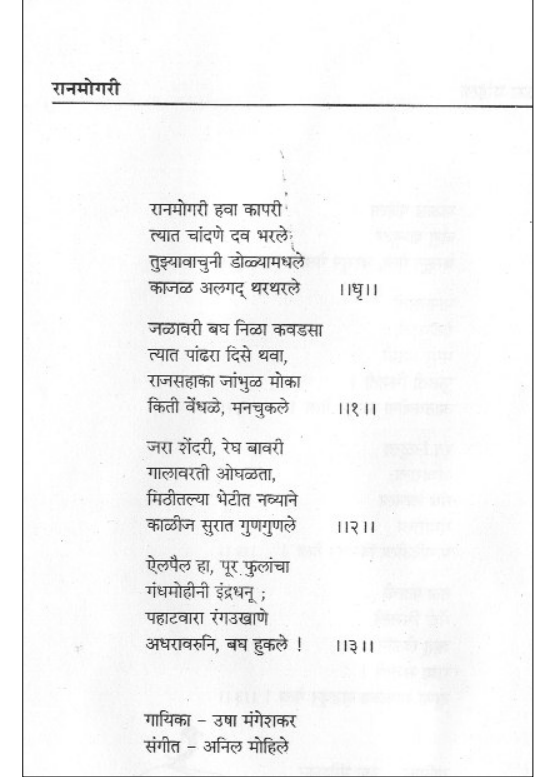 रानमोगरी
रानमोगरी हवा कापरी
त्यात चांदणे दव भरले
तुझ्यावाचुनी डोळ्यामधले
काजळ अलगद् थरथरले ।।धृ।।
जळावरी बघ निळा कवडसा
त्यात पांढरा दिसे थवा,
राजसहाका जांभुळ मोका
किती वेंधळे, मनचुकले ।।१।।
जरा शेंदरी, रेघ बावरी
गालावरती ओघळता,
मिठीतल्या भेटीत नव्याने
काळीज सुरात गुणगुणले ।।२।।
ऐलपैल हा, पूर फुलांचा
गंधमोहीनी इंद्रधनू ;
पहाटवारा रंगउखाणे
अधरावरुनि, बघ हुकले ! ।।३।।
गायिका – उषा मंगेशकर
संगीत – अनिल मोहिले